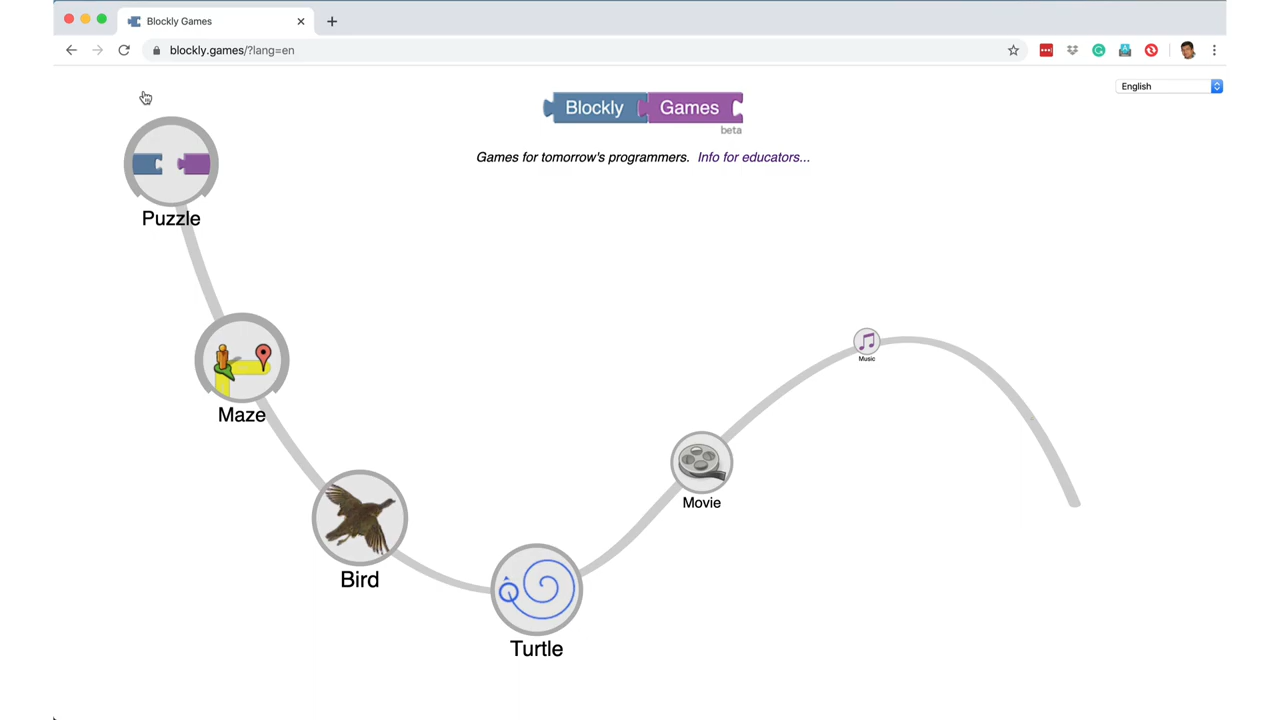 Blockly Games
blockly.games/?lang=en
English
Blockly Games
beta
Games for tomorrow's programmers. Info for educators...
Puzzle
Maze
Bird
Turtle
Movie
Music